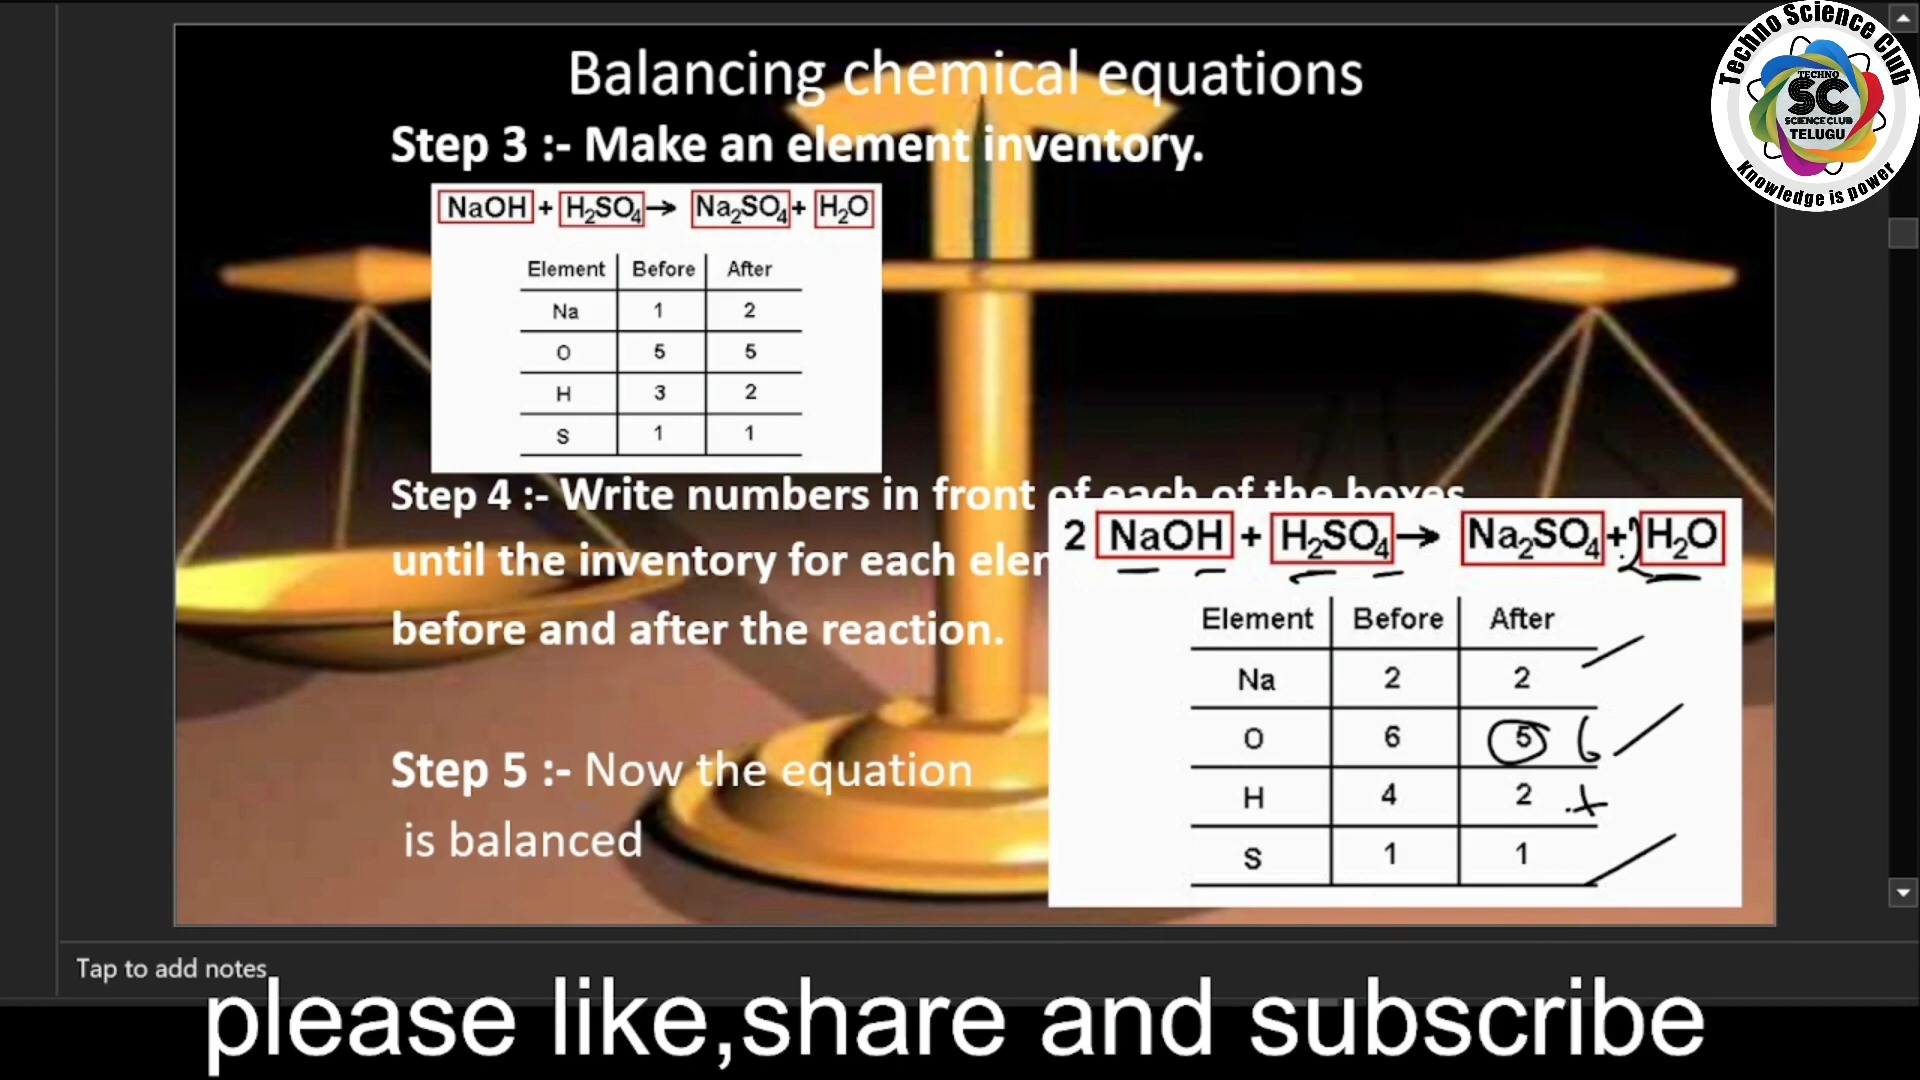 Balancing chemical equations
Step 3 :- Make an element inventory.
NaOH + H₂SO₄ → Na₂SO₄ + H₂O
Element Before After
Na 1 2
O 5 5
H 3 2
S 1 1
Step 4 :- Write numbers in front of each of the boxes
until the inventory for each
before and after the reaction.
Step 5 :- Now the equation
is balanced
2 NaOH + H₂SO₄ → Na₂SO₄ + 2 H₂O
Element Before After
Na 2 2
O 6 5 6
H 4 2
S 1 1
Techno Science Club
TECHNO
SC
SCIENCE CLUB
TELUGU
Knowledge is power
Tap to add notes
please like,share and subscribe